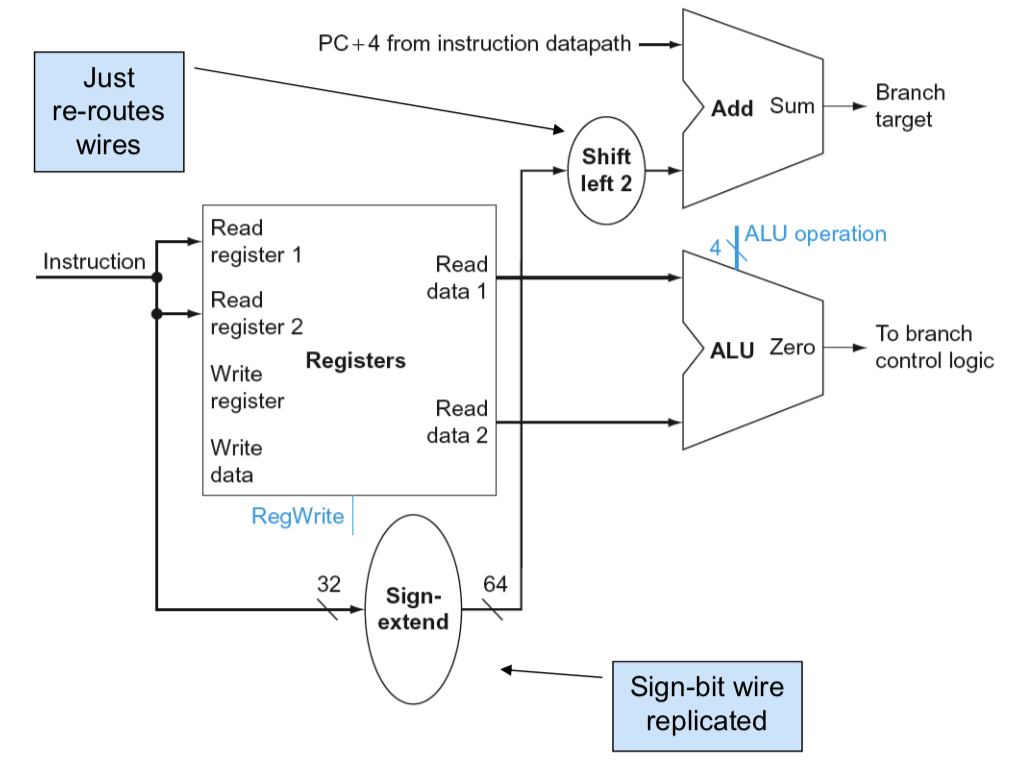 PC+4 from instruction datapath
Just
re-routes
wires
Add Sum
Branch
target
Shift
left 2
Read
register 1
Instruction
Read
data 1
4
ALU operation
Read
register 2
Registers
ALU Zero
To branch
control logic
Write
register
Read
data 2
Write
data
RegWrite
32
64
Sign-
extend
Sign-bit wire
replicated